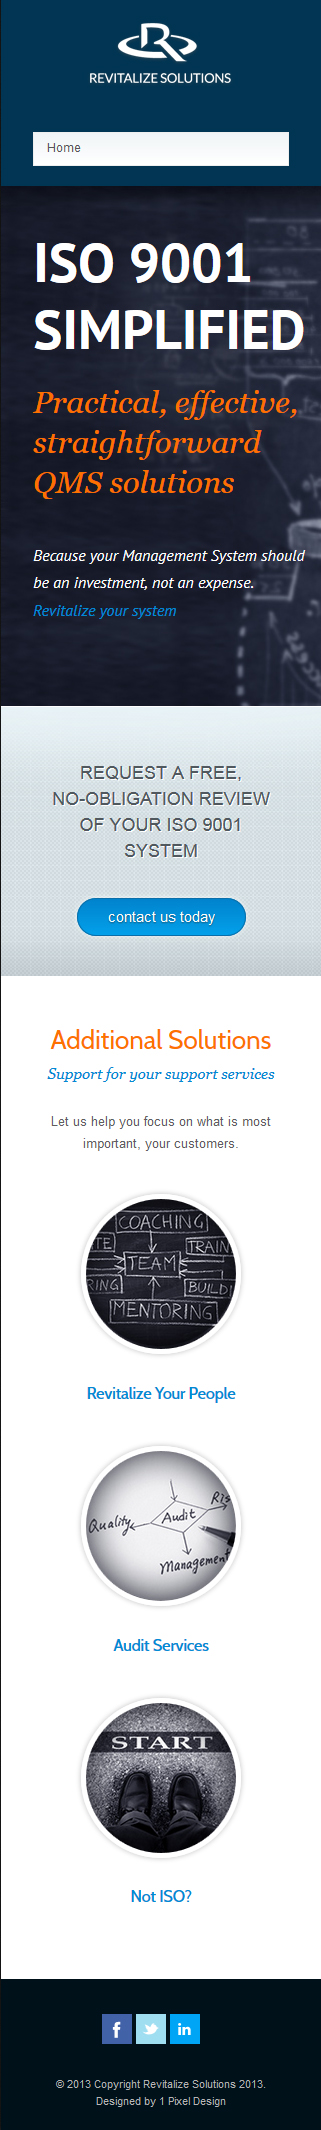 REVITALIZE SOLUTIONS
Home
ISO 9001
SIMPLIFIED
Practical, effective,
straightforward
QMS solutions
Because your Management System should
be an investment, not an expense.
Revitalize your system
REQUEST A FREE,
NO-OBLIGATION REVIEW
OF YOUR ISO 9001
SYSTEM
contact us today
Additional Solutions
Support for your support services
Let us help you focus on what is most
important, your customers.
COACHING
TE
TRAIN
TEAM
RING
BUILD
MENTORING
Revitalize Your People
Ris
Quality
Audit
Management
Audit Services
START
Not ISO?
f
in
© 2013 Copyright Revitalize Solutions 2013.
Designed by 1 Pixel Design